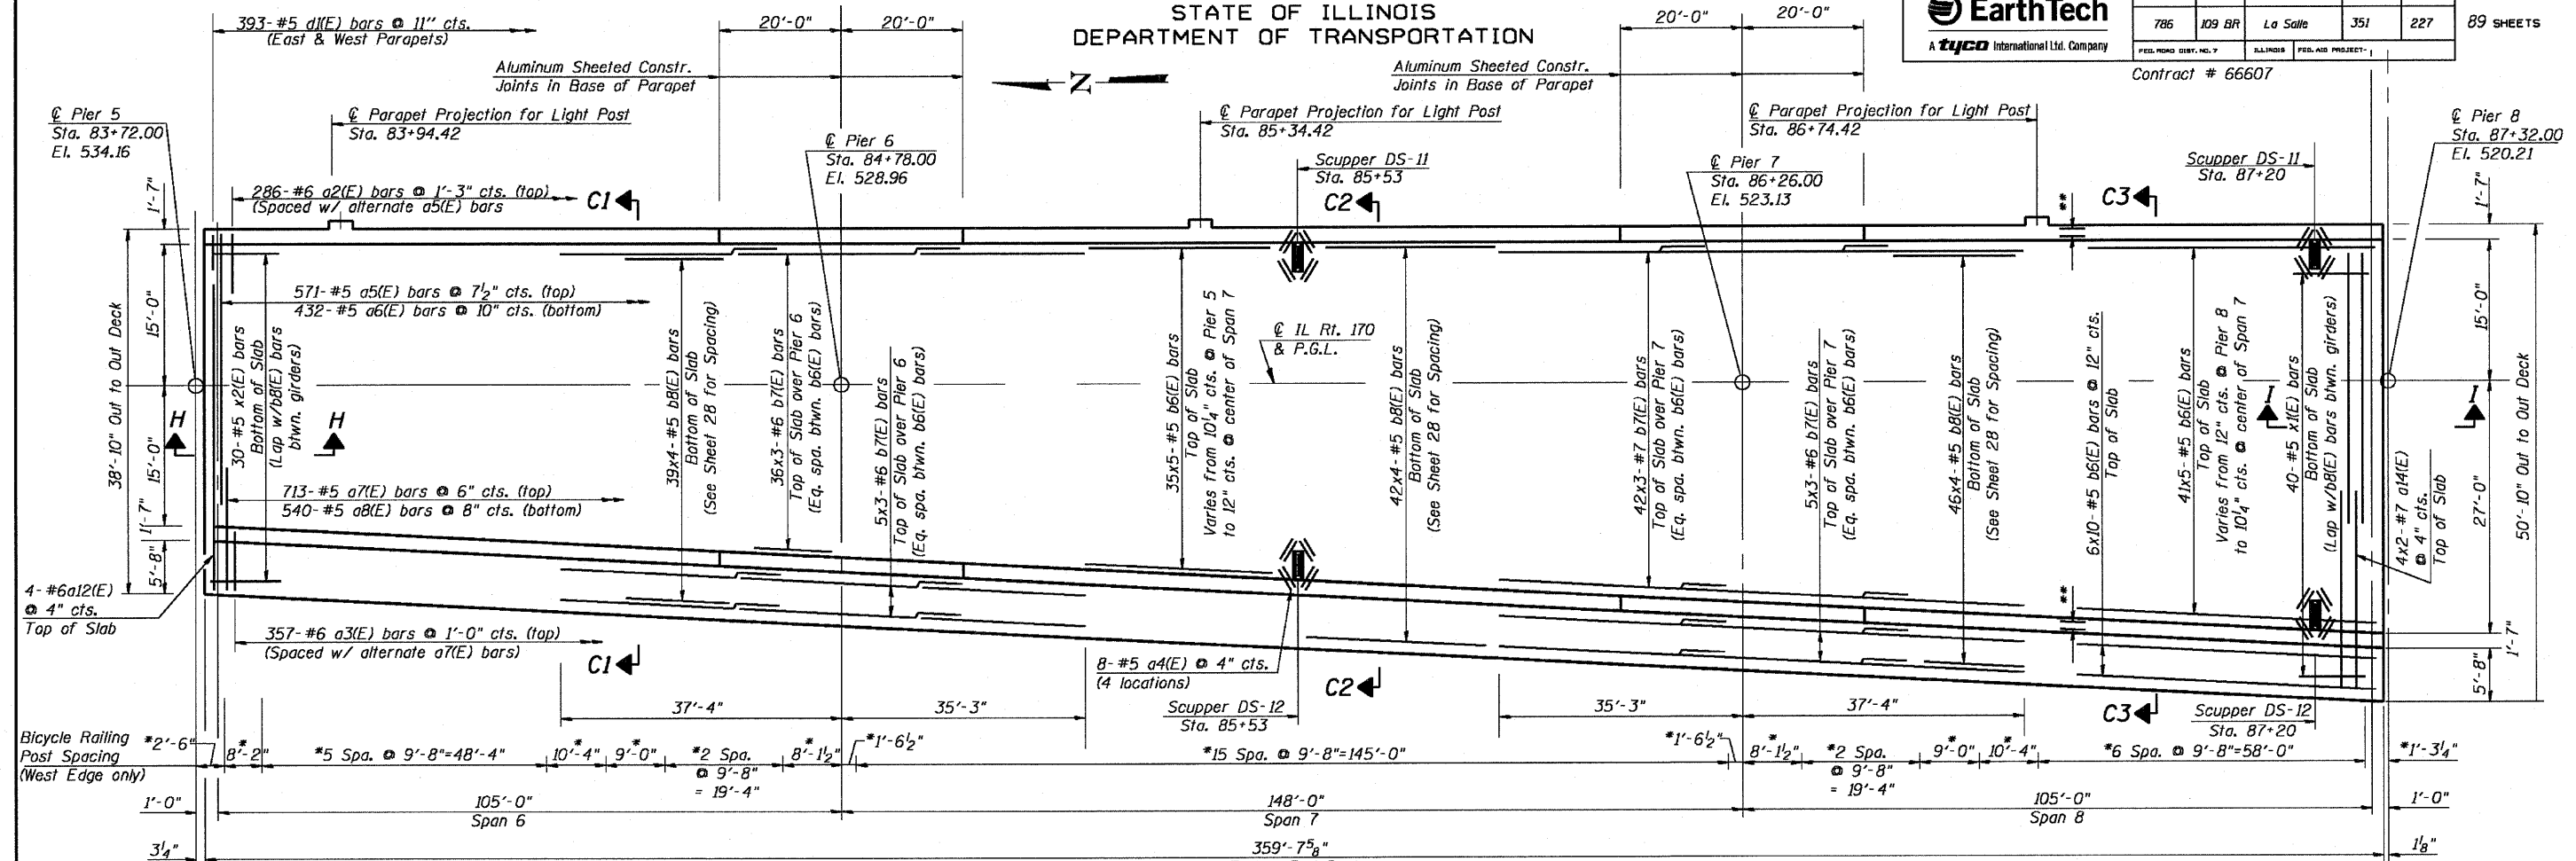 STATE OF ILLINOIS
DEPARTMENT OF TRANSPORTATION
EarthTech
A tyco International Ltd. Company
786 109 BR La Salle 351 227
89 SHEETS
FED. ROAD DIST. NO. 7 ILLINOIS FED. AID PROJECT-
Contract # 66607
393-#5 d1(E) bars @ 11" cts.
(East & West Parapets)
20'-0" 20'-0"
20'-0" 20'-0"
Aluminum Sheeted Constr.
Joints in Base of Parapet
Z
Aluminum Sheeted Constr.
Joints in Base of Parapet
℄ Pier 5
Sta. 83+72.00
El. 534.16
℄ Parapet Projection for Light Post
Sta. 83+94.42
℄ Pier 6
Sta. 84+78.00
El. 528.96
℄ Parapet Projection for Light Post
Sta. 85+34.42
Scupper DS-11
Sta. 85+53
℄ Pier 7
Sta. 86+26.00
El. 523.13
℄ Parapet Projection for Light Post
Sta. 86+74.42
Scupper DS-11
Sta. 87+20
℄ Pier 8
Sta. 87+32.00
El. 520.21
286-#6 a2(E) bars @ 1'-3" cts. (top)
(Spaced w/ alternate a5(E) bars
C1
C2
C3
**
1'-7"
1'-7"
38'-10" Out to Out Deck
15'-0"
15'-0"
1'-7"
5'-8"
571-#5 a5(E) bars @ 7½" cts. (top)
432-#5 a6(E) bars @ 10" cts. (bottom)
30-#5 x2(E) bars
Bottom of Slab
(Lap w/b8(E) bars
btwn. girders)
H
H
713-#5 a7(E) bars @ 6" cts. (top)
540-#5 a8(E) bars @ 8" cts. (bottom)
39x4-#5 b8(E) bars
Bottom of Slab
(See Sheet 28 for Spacing)
36x3-#6 b7(E) bars
Top of Slab over Pier 6
(Eq. spa. btwn. b6(E) bars)
5x3-#6 b7(E) bars
Top of Slab over Pier 6
(Eq. spa. btwn. b6(E) bars)
35x5-#5 b6(E) bars
Top of Slab
Varies from 10¼" cts. @ Pier 5
to 12" cts. @ center of Span 7
℄ IL Rt. 170
& P.G.L.
42x4-#5 b8(E) bars
Bottom of Slab
(See Sheet 28 for Spacing)
42x3-#7 b7(E) bars
Top of Slab over Pier 7
(Eq. spa. btwn. b6(E) bars)
5x3-#6 b7(E) bars
Top of Slab over Pier 7
(Eq. spa. btwn. b6(E) bars)
46x4-#5 b8(E) bars
Bottom of Slab
(See Sheet 28 for Spacing)
6x10-#5 b6(E) bars @ 12" cts.
Top of Slab
41x5-#5 b6(E) bars
Top of Slab
Varies from 12" cts. @ Pier 8
to 10¼" cts. @ center of Span 7
40-#5 x1(E) bars
Bottom of Slab
(Lap w/b8(E) bars btwn. girders)
I
I
4x2-#7 a14(E)
@ 4" cts.
Top of Slab
15'-0"
27'-0"
1'-7"
5'-8"
50'-10" Out to Out Deck
**
4-#6a12(E)
@ 4" cts.
Top of Slab
357-#6 a3(E) bars @ 1'-0" cts. (top)
(Spaced w/ alternate a7(E) bars)
C1
8-#5 a4(E) @ 4" cts.
(4 locations)
C2
C3
37'-4" 35'-3"
Scupper DS-12
Sta. 85+53
35'-3" 37'-4"
Scupper DS-12
Sta. 87+20
Bicycle Railing
Post Spacing
(West Edge only)
*2'-6"
*8'-2"
*5 Spa. @ 9'-8"=48'-4"
*10'-4"
*9'-0"
*2 Spa.
@ 9'-8"
= 19'-4"
*8'-1½"
*1'-6½"
*15 Spa. @ 9'-8"=145'-0"
*1'-6½"
*8'-1½"
*2 Spa.
@ 9'-8"
= 19'-4"
*9'-0"
*10'-4"
*6 Spa. @ 9'-8"=58'-0"
*1'-3¼"
1'-0"
105'-0"
Span 6
148'-0"
Span 7
105'-0"
Span 8
1'-0"
3¼"
359'-7⅝"
1⅛"